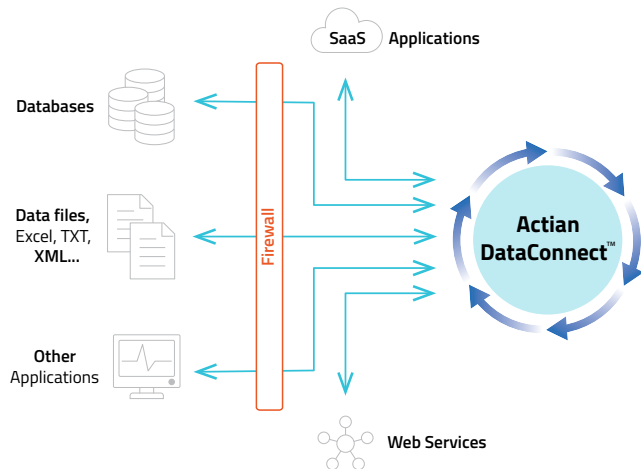 SaaS Applications
Databases
Data files,
Excel, TXT,
XML...
Firewall
Actian
DataConnect™
Other
Applications
Web Services